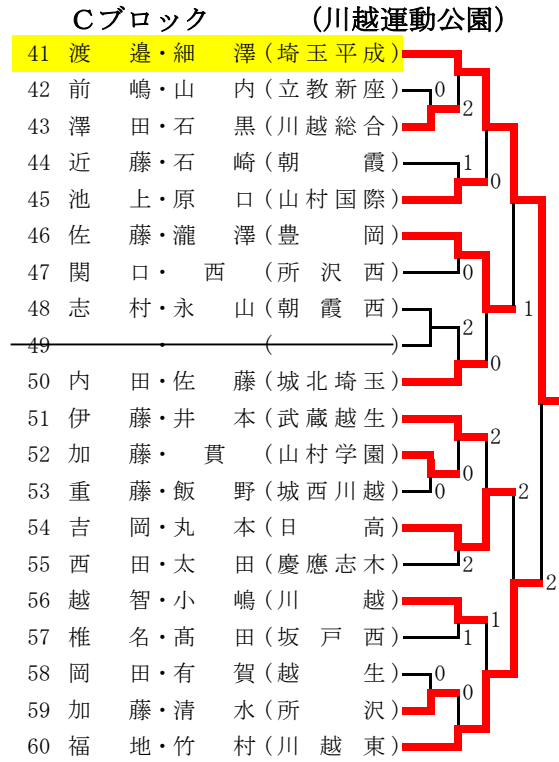 Cブロック (川越運動公園)
41 渡 邉・細 澤 (埼玉平成)
42 前 嶋・山 内 (立教新座) 0
2
43 澤 田・石 黒 (川越総合)
44 近 藤・石 崎 (朝 霞) 1
0
45 池 上・原 口 (山村国際)
46 佐 藤・瀧 澤 (豊 岡)
47 関 口・ 西 (所沢西) 0
48 志 村・永 山 (朝霞西) 1
2
49 ・ ( )
0
50 内 田・佐 藤 (城北埼玉)
51 伊 藤・井 本 (武蔵越生)
2
52 加 藤・ 貫 (山村学園)
0
53 重 藤・飯 野 (城西川越) 0 2
54 吉 岡・丸 本 (日 高)
55 西 田・太 田 (慶應志木) 2
2
56 越 智・小 嶋 (川 越)
1
57 椎 名・髙 田 (坂戸西) 1
58 岡 田・有 賀 (越 生) 0
0
59 加 藤・清 水 (所 沢)
60 福 地・竹 村 (川越東)